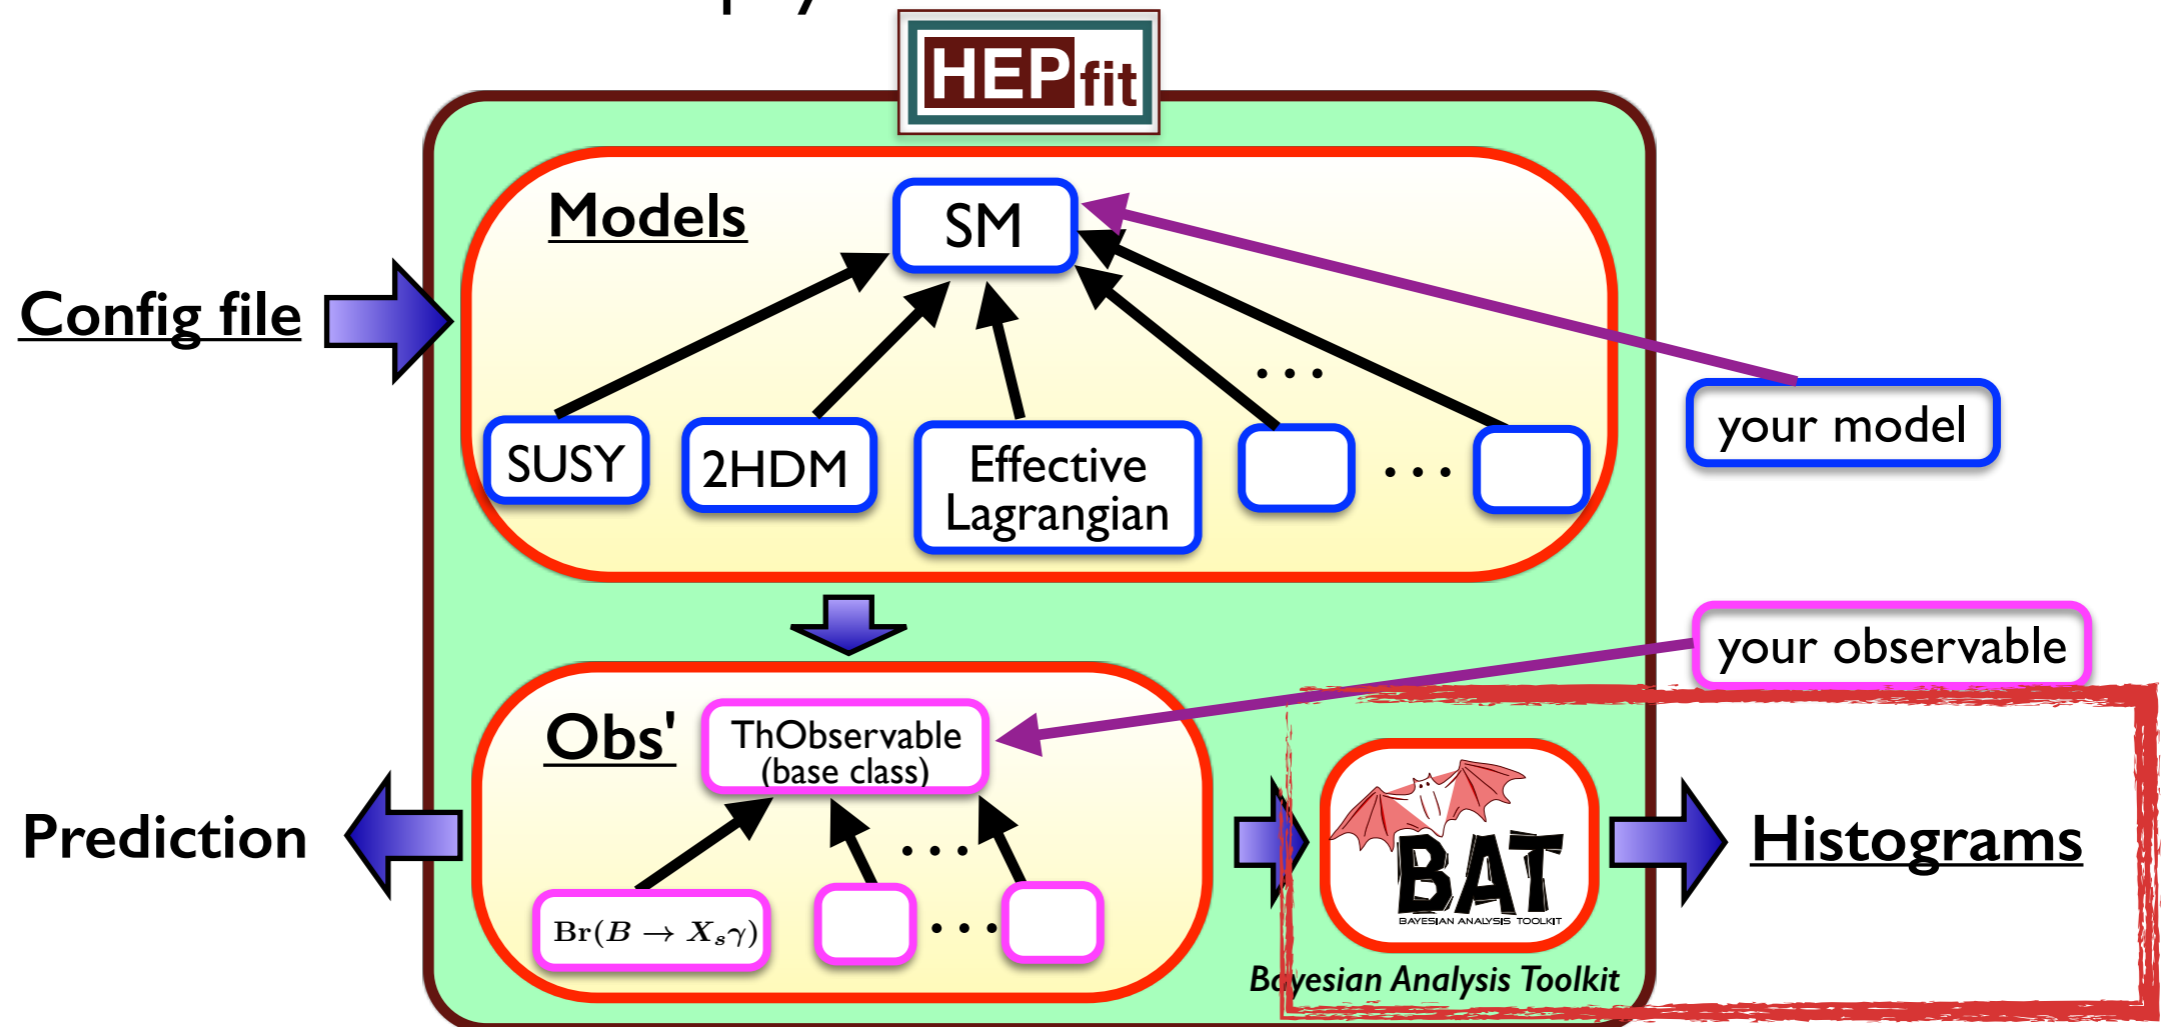 HEPfit
Models
SM
Config file
...
SUSY
2HDM
Effective
Lagrangian
...
your model
your observable
Obs'
ThObservable
(base class)
Prediction
...
Br(B → Xsγ)
...
BAT
BAYESIAN ANALYSIS TOOLKIT
Histograms
Bayesian Analysis Toolkit